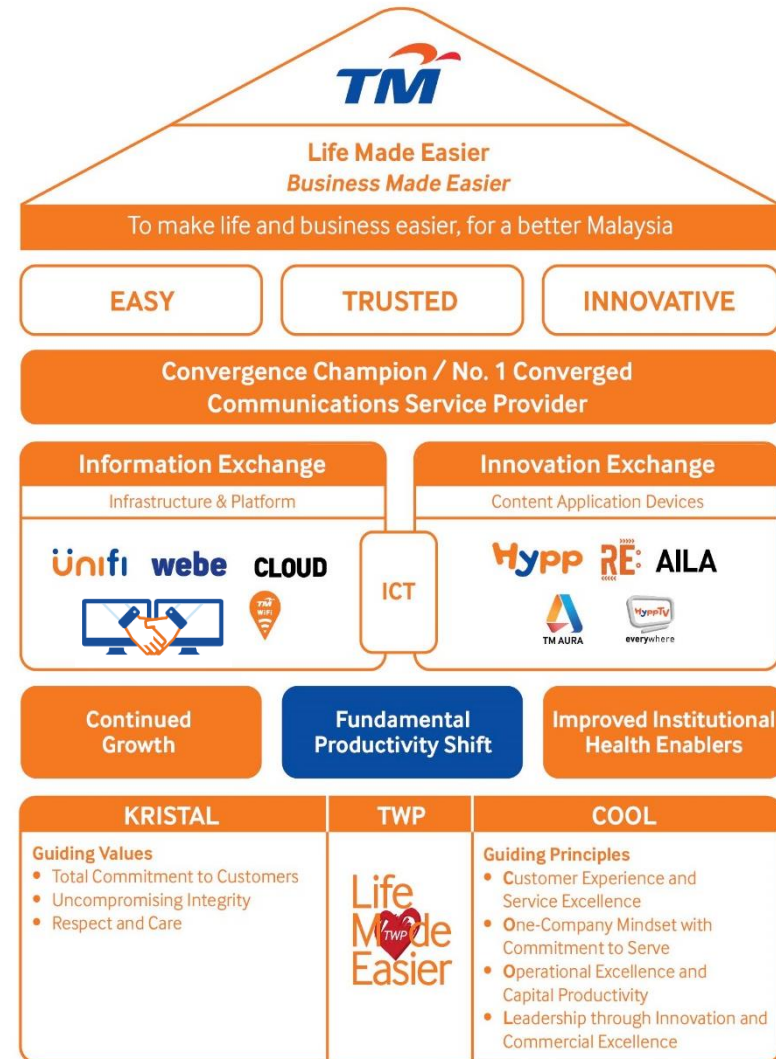 TM
Life Made Easier
Business Made Easier
To make life and business easier, for a better Malaysia
EASY
TRUSTED
INNOVATIVE
Convergence Champion / No. 1 Converged
Communications Service Provider
Information Exchange
Infrastructure & Platform
unifi webe CLOUD
TM
WiFi
ICT
Innovation Exchange
Content Application Devices
Hypp RE: AILA
TM AURA
HyppTV
everywhere
Continued
Growth
Fundamental
Productivity Shift
Improved Institutional
Health Enablers
KRISTAL
Guiding Values
• Total Commitment to Customers
• Uncompromising Integrity
• Respect and Care
TWP
Life
Made
TWP
Easier
COOL
Guiding Principles
• Customer Experience and
Service Excellence
• One-Company Mindset with
Commitment to Serve
• Operational Excellence and
Capital Productivity
• Leadership through Innovation and
Commercial Excellence